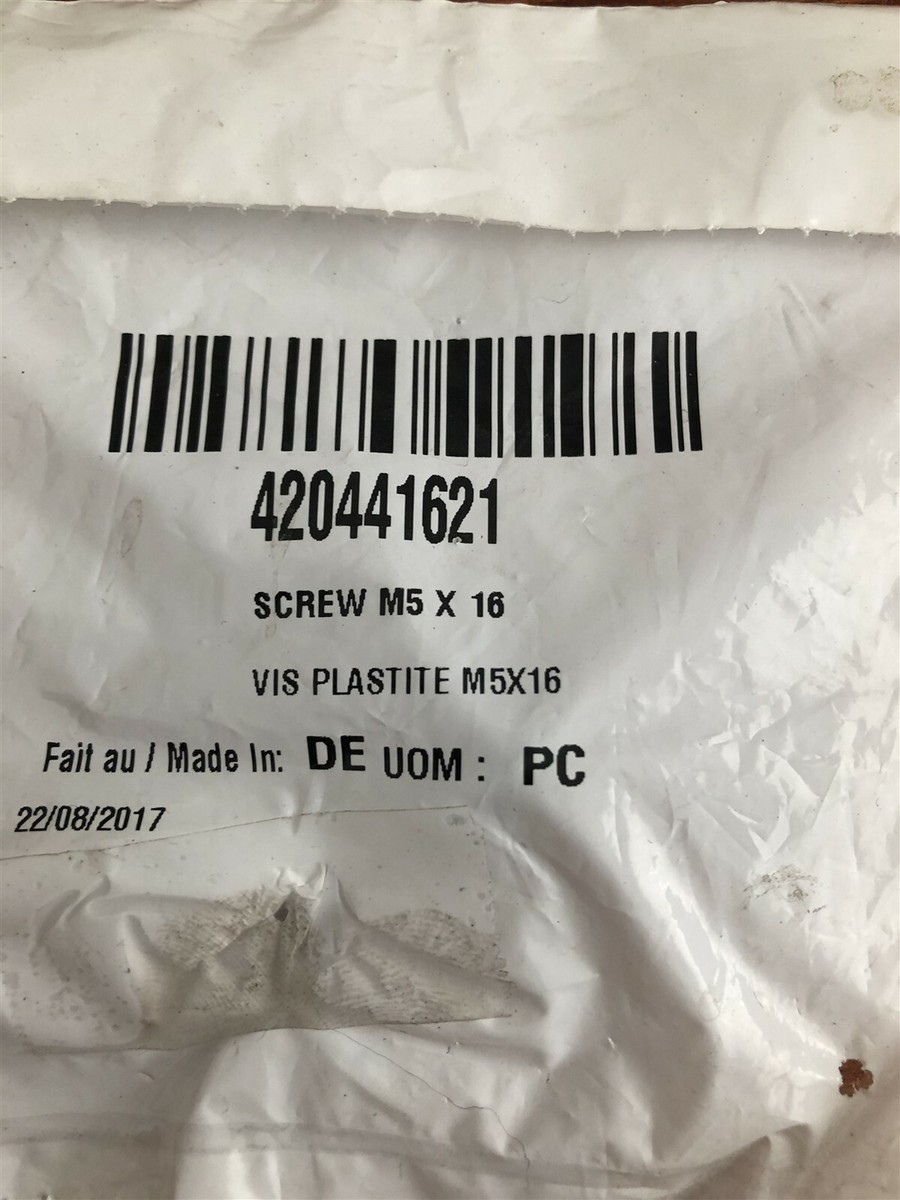 420441621
SCREW M5 X 16
VIS PLASTITE M5X16
Fait au / Made In: DE UOM : PC
22/08/2017